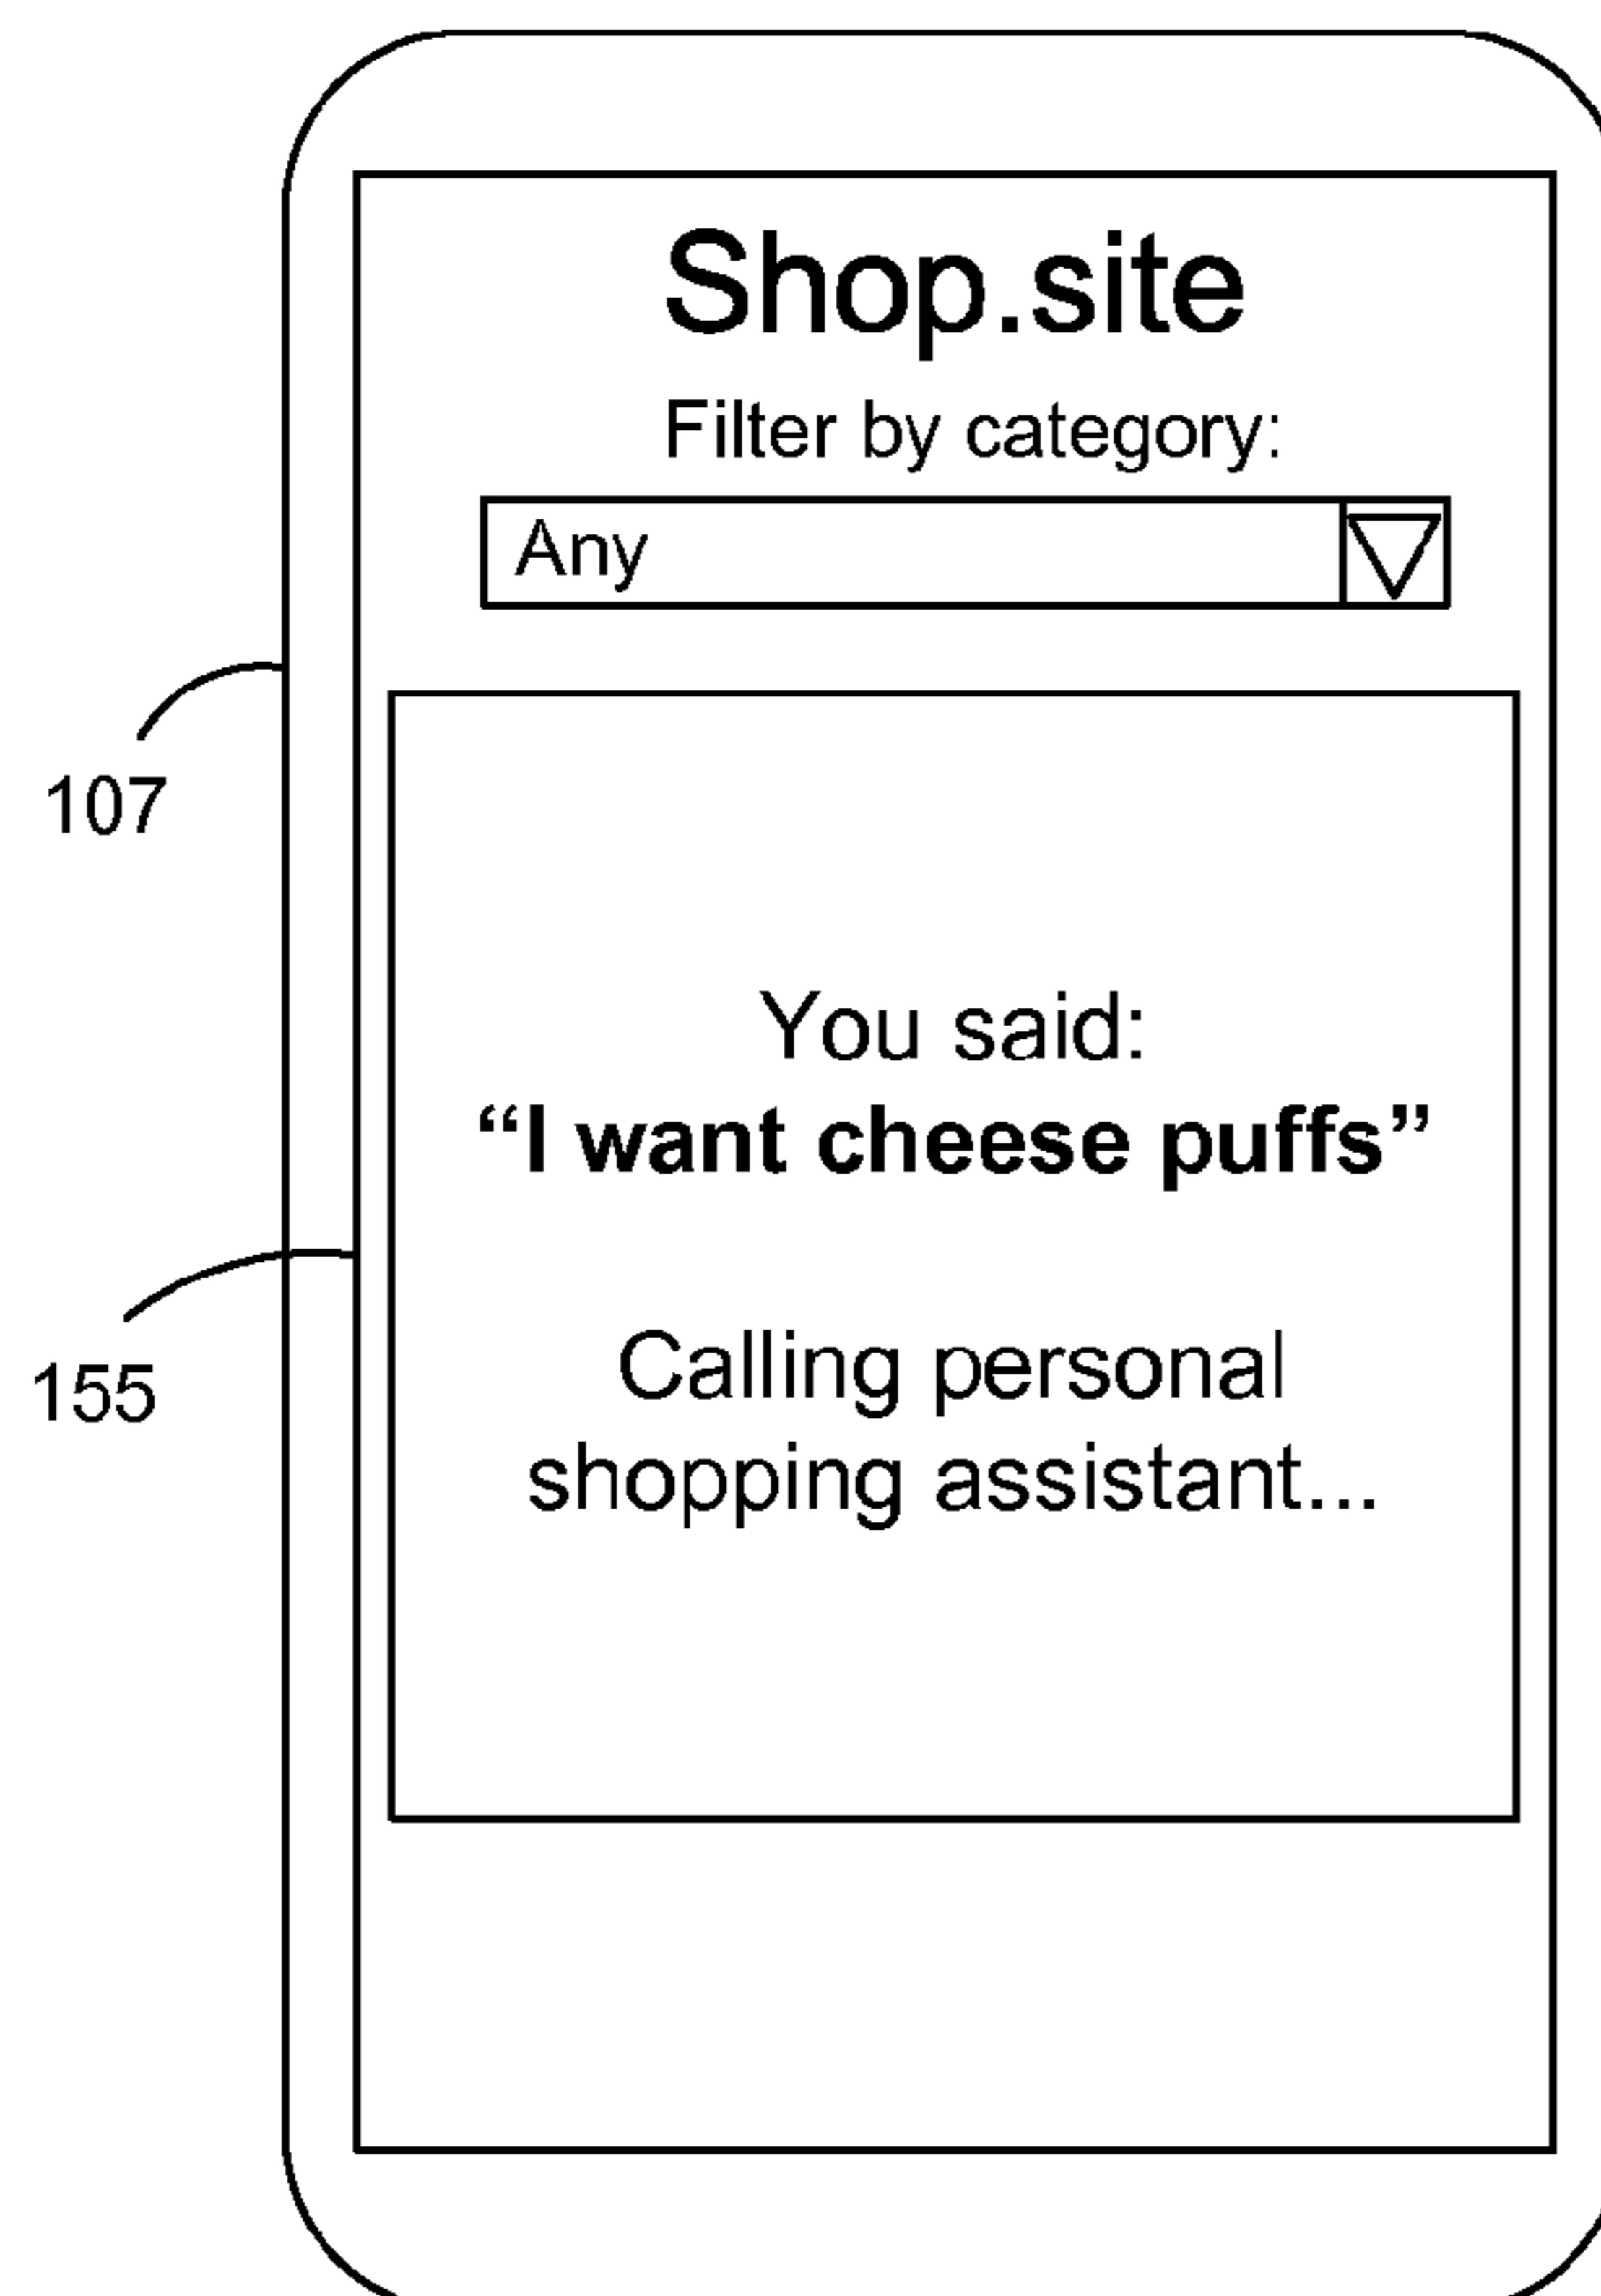 Shop.site
Filter by category:
Any
107
You said:
“I want cheese puffs”
155
Calling personal
shopping assistant...